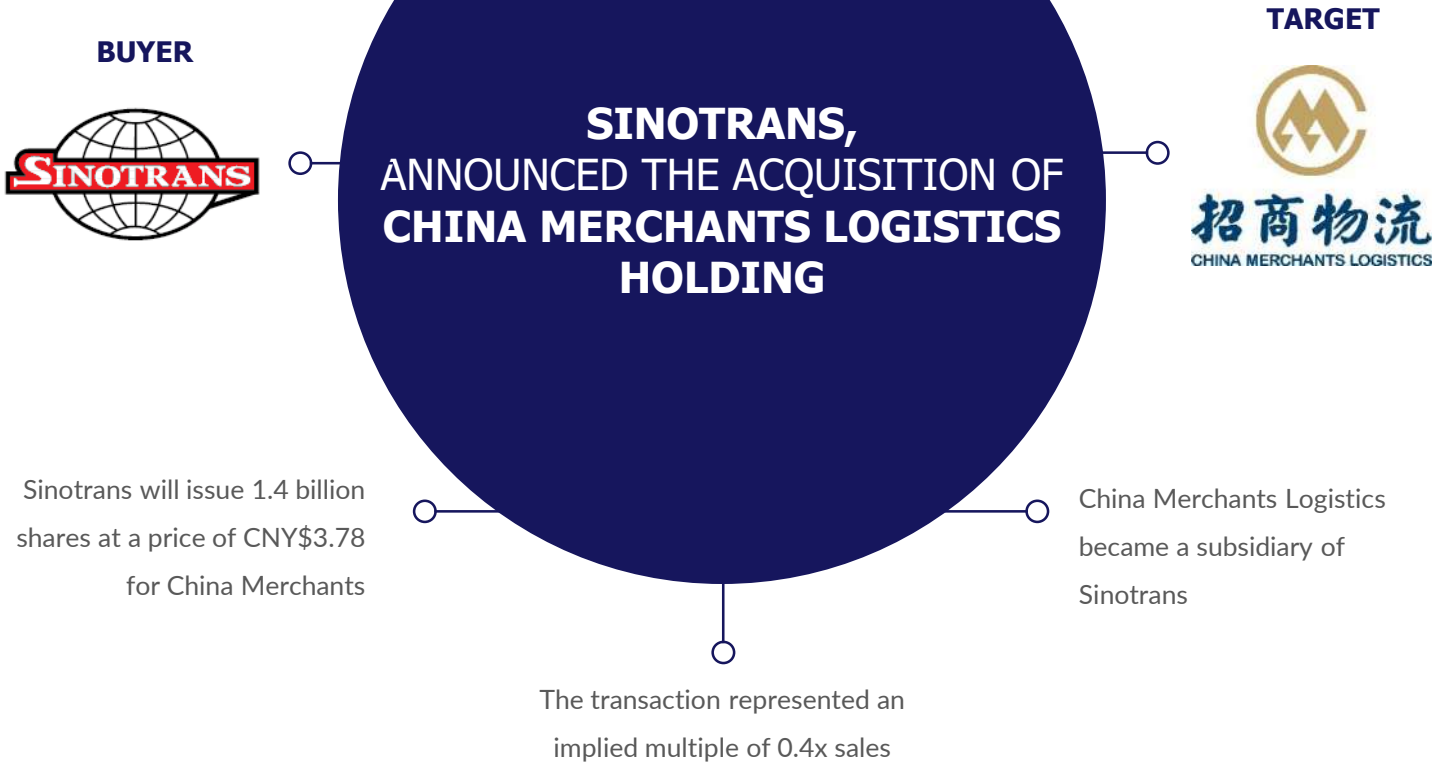 BUYER
SINOTRANS
SINOTRANS,
ANNOUNCED THE ACQUISITION OF
CHINA MERCHANTS LOGISTICS
HOLDING
TARGET
招商物流
CHINA MERCHANTS LOGISTICS
Sinotrans will issue 1.4 billion
shares at a price of CNY$3.78
for China Merchants
The transaction represented an
implied multiple of 0.4x sales
China Merchants Logistics
became a subsidiary of
Sinotrans